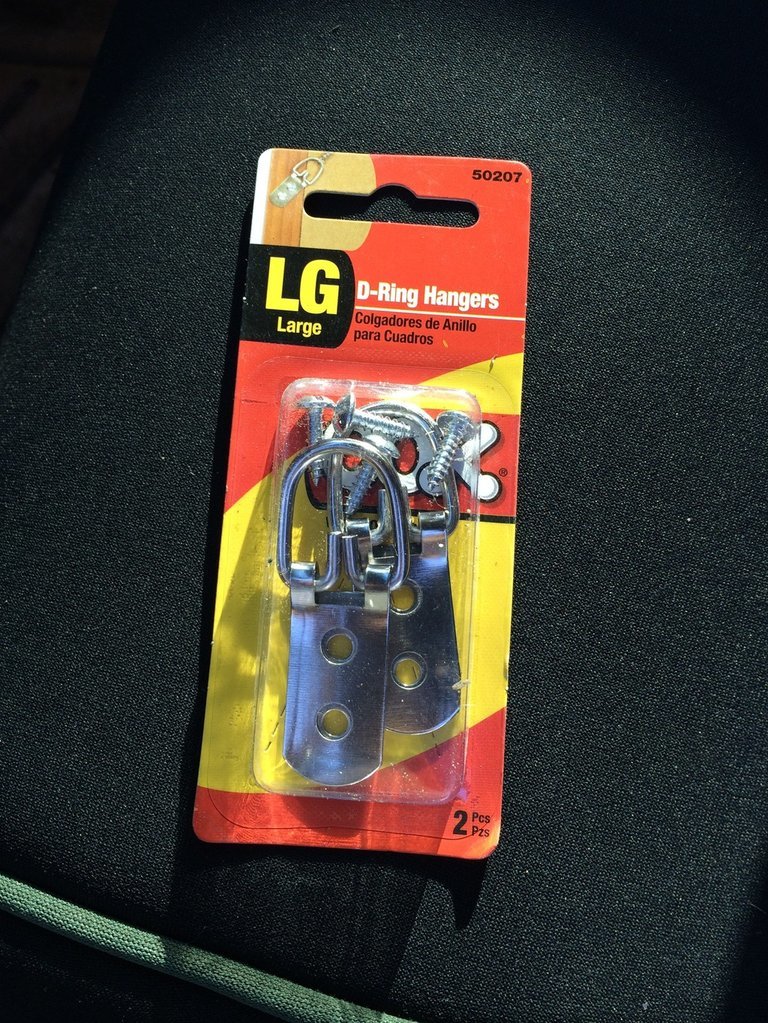 50207
LG
Large
D-Ring Hangers
Colgadores de Anillo
para Cuadros
®
2 Pcs
Pzs